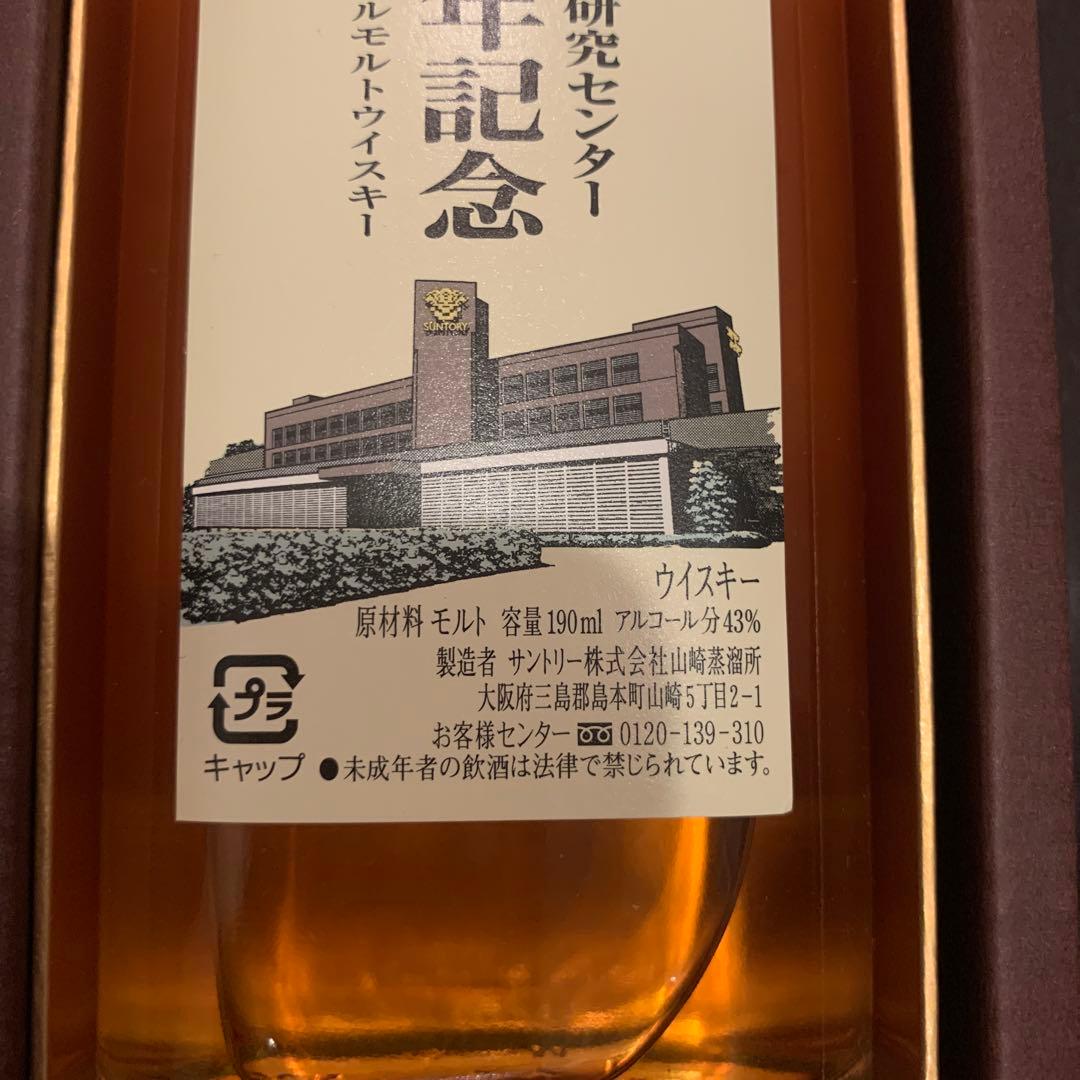 研究センター
年記念
ルモルトウイスキー
SUNTORY
ウイスキー
原材料 モルト 容量190ml アルコール分43%
製造者 サントリー株式会社山崎蒸溜所
大阪府三島郡島本町山崎5丁目2-1
お客様センター 0120-139-310
プラ
キャップ ●未成年者の飲酒は法律で禁じられています。